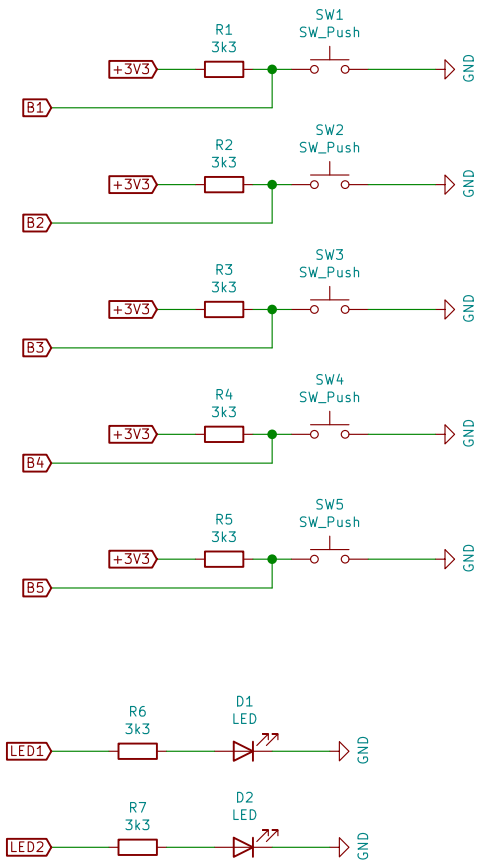 SW1
SW_Push
R1
3k3
+3V3
GND
B1
SW2
SW_Push
R2
3k3
+3V3
GND
B2
SW3
SW_Push
R3
3k3
+3V3
GND
B3
SW4
SW_Push
R4
3k3
+3V3
GND
B4
SW5
SW_Push
R5
3k3
+3V3
GND
B5
D1
LED
R6
3k3
LED1
GND
D2
LED
R7
3k3
LED2
GND